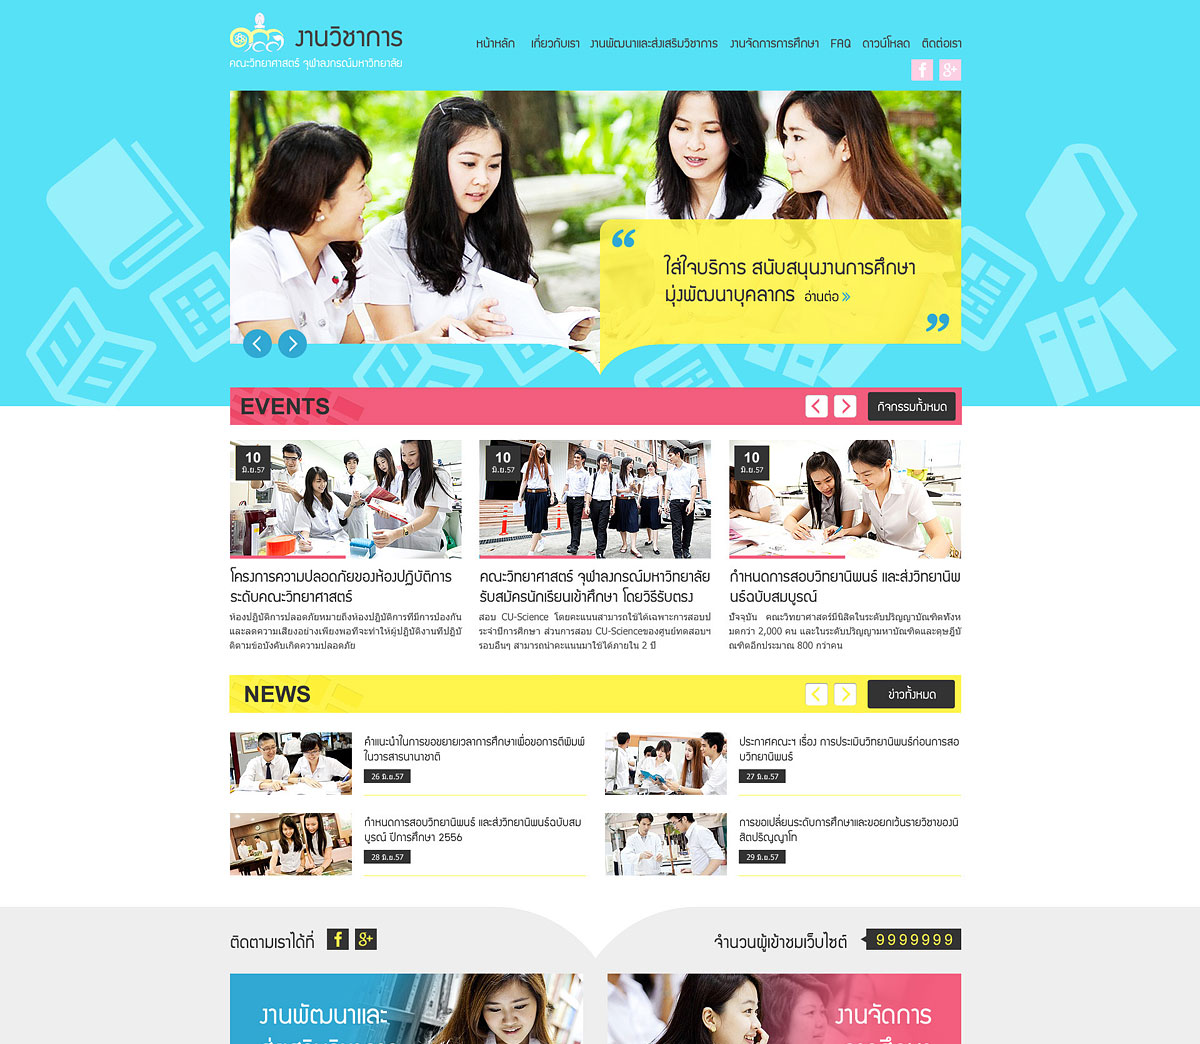 งานวิชาการ
คณะวิทยาศาสตร์ จุฬาลงกรณ์มหาวิทยาลัย
หน้าหลัก เกี่ยวกับเรา งานพัฒนาและส่งเสริมวิชาการ งานจัดการการศึกษา FAQ ดาวน์โหลด ติดต่อเรา
f g+
“
ใส่ใจบริการ สนับสนุนงานการศึกษา
มุ่งพัฒนาบุคลากร อ่านต่อ »
”
EVENTS
กิจกรรมทั้งหมด
10
มิ.ย.57
โครงการความปลอดภัยของห้องปฏิบัติการ
ระดับคณะวิทยาศาสตร์
ห้องปฏิบัติการปลอดภัยหมายถึงห้องปฏิบัติการที่มีการป้องกัน
และลดความเสี่ยงอย่างเพียงพอที่จะทำให้ผู้ปฏิบัติงานที่ปฏิบั
ติตามข้อบังคับเกิดความปลอดภัย
10
มิ.ย.57
คณะวิทยาศาสตร์ จุฬาลงกรณ์มหาวิทยาลัย
รับสมัครนักเรียนเข้าศึกษา โดยวิธีรับตรง
สอบ CU-Science โดยคะแนนสามารถใช้ได้เฉพาะการสอบป
ระจำปีการศึกษา ส่วนการสอบ CU-Scienceของศูนย์ทดสอบฯ
รอบอื่นๆ สามารถนำคะแนนมาใช้ได้ภายใน 2 ปี
10
มิ.ย.57
กำหนดการสอบวิทยานิพนธ์ และส่งวิทยานิพ
นธ์ฉบับสมบูรณ์
ปัจจุบัน คณะวิทยาศาสตร์มีนิสิตในระดับปริญญาบัณฑิตทั้งห
มดกว่า 2,000 คน และในระดับปริญญามหาบัณฑิตและดุษฎีบั
ณฑิตอีกประมาณ 800 กว่าคน
NEWS
ข่าวทั้งหมด
คำแนะนำในการขอขยายเวลาการศึกษาเพื่อขอการตีพิมพ์
ในวารสารนานาชาติ
26 มิ.ย.57
ประกาศคณะฯ เรื่อง การประเมินวิทยานิพนธ์ก่อนการสอ
บวิทยานิพนธ์
27 มิ.ย.57
กำหนดการสอบวิทยานิพนธ์ และส่งวิทยานิพนธ์ฉบับสม
บูรณ์ ปีการศึกษา 2556
28 มิ.ย.57
การขอเปลี่ยนระดับการศึกษาและขอยกเว้นรายวิชาของนิ
สิตปริญญาโท
29 มิ.ย.57
ติดตามเราได้ที่ f g+
จำนวนผู้เข้าชมเว็บไซต์ 9999999
งานพัฒนาและ
งานจัดการ